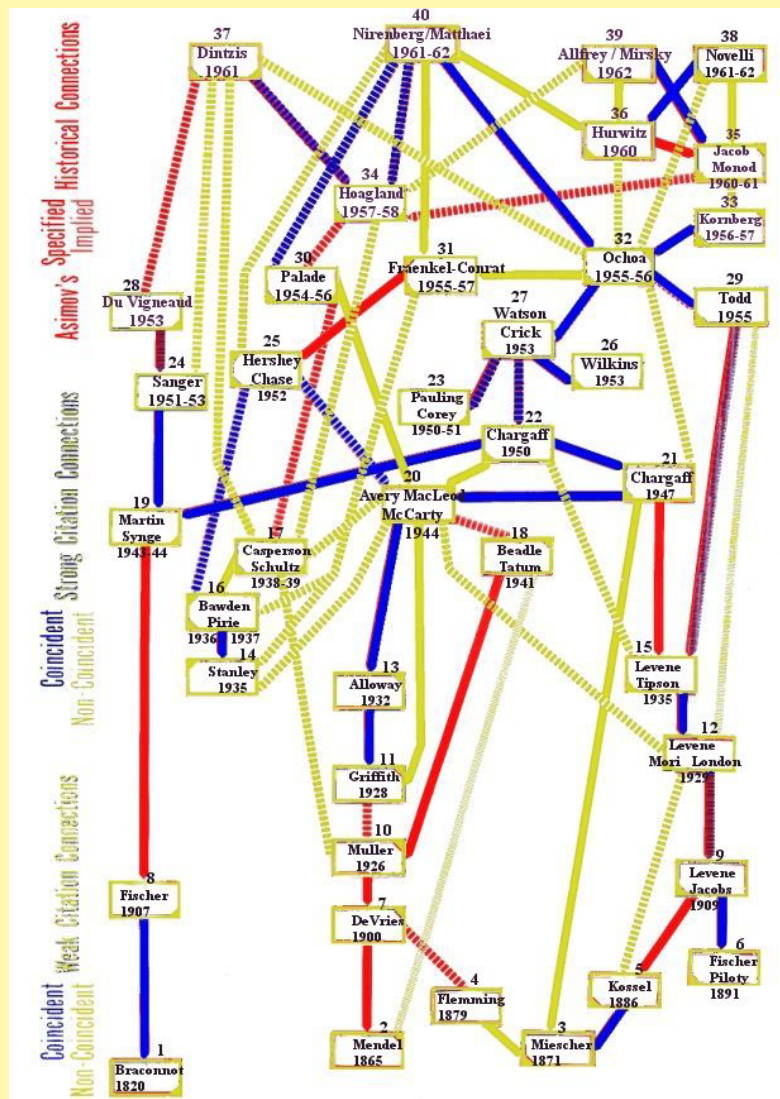 40
37
39
38
Nirenberg/Matthaei
1961-62
Dintzis
1961
Allfrey / Mirsky
1962
Novelli
1961-62
36
Hurwitz
1960
35
Jacob
Monod
1960-61
34
Hoagland
1957-58
33
Kornberg
1956-57
32
Ochoa
1955-56
31
Fraenkel-Conrat
1955-57
30
Palade
1954-56
29
Todd
1955
28
Du Vigneaud
1953
27
Watson
Crick
1953
26
Wilkins
1953
25
Hershey
Chase
1952
24
Sanger
1951-53
23
Pauling
Corey
1950-51
22
Chargaff
1950
21
Chargaff
1947
20
Avery MacLeod
McCarty
1944
19
Martin
Synge
1943-44
18
Beadle
Tatum
1941
17
Casperson
Schultz
1938-39
16
Bawden
Pirie
1936 1937
14
Stanley
1935
15
Levene
Tipson
1935
13
Alloway
1932
12
Levene
Mori London
1929
11
Griffith
1928
10
Muller
1926
9
Levene
Jacobs
1909
8
Fischer
1907
7
DeVries
1900
6
Fischer
Piloty
1891
5
Kossel
1886
4
Flemming
1879
3
Miescher
1871
2
Mendel
1865
1
Braconnot
1820
Asimov's Specified Historical Connections
Implied
Coincident Strong Citation Connections
Non-Coincident
Coincident Weak Citation Connections
Non-Coincident